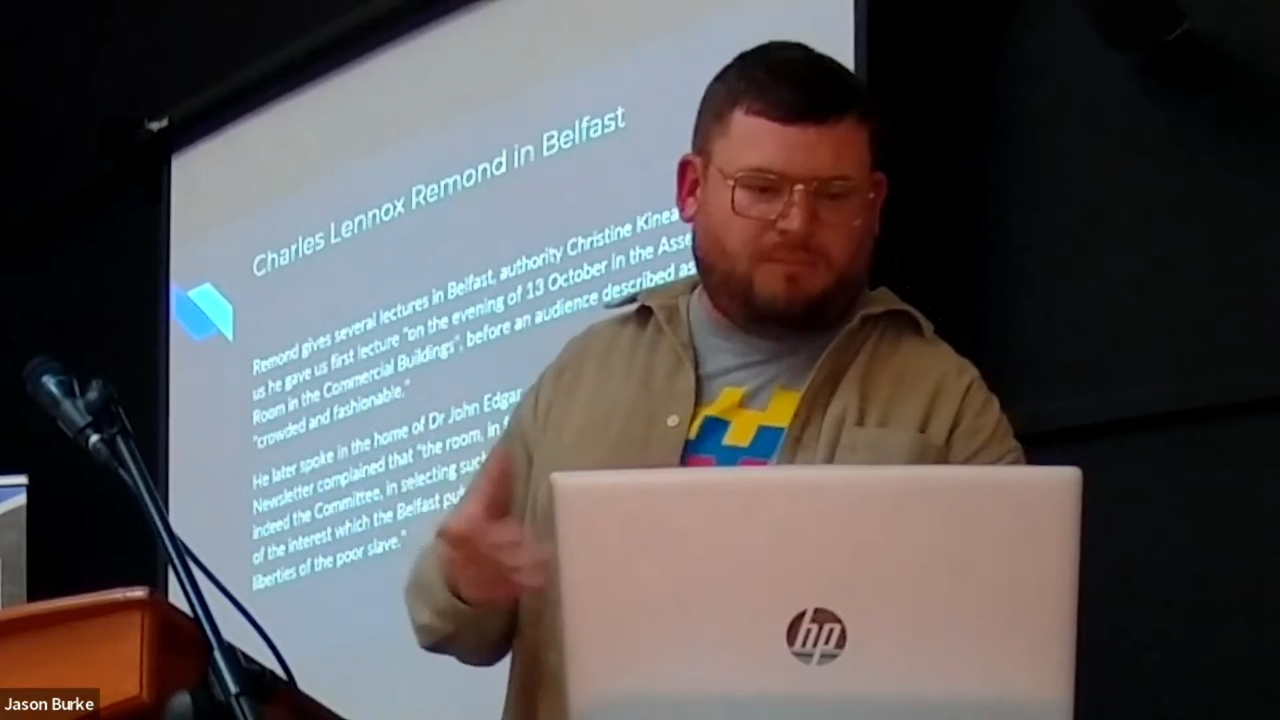 Charles Lennox Remond in Belfast
Remond gives several lectures in Belfast, authority Christine Kinea
us he gave us first lecture "on the evening of 13 October in the Asse
Room in the Commercial Buildings", before an audience described as
"crowded and fashionable."
He later spoke in the home of Dr John Edgar
Newsletter complained that "the room, in
indeed the Committee, in selecting such
of the interest which the Belfast pub
liberties of the poor slave."
hp
Jason Burke